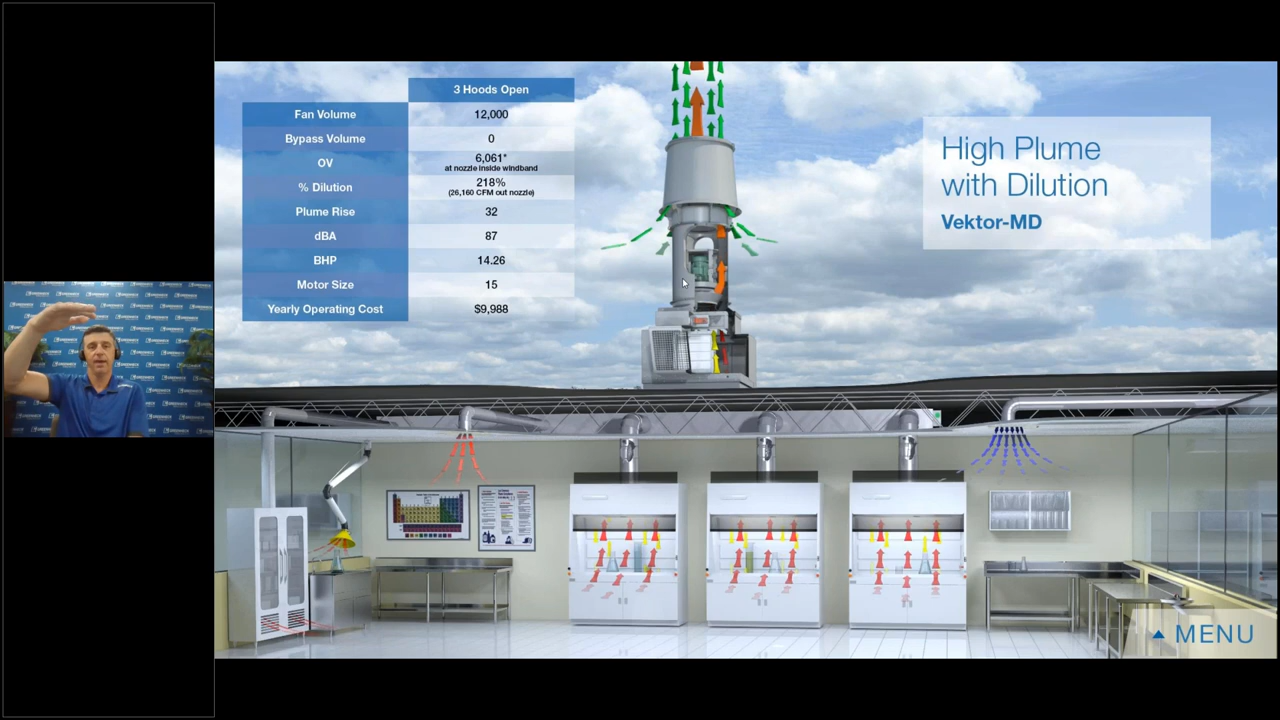 3 Hoods Open
Fan Volume 12,000
Bypass Volume 0
OV 6,061*
at nozzle inside windband
% Dilution 218%
(26,160 CFM out nozzle)
Plume Rise 32
dBA 87
BHP 14.26
Motor Size 15
Yearly Operating Cost $9,988
High Plume
with Dilution
Vektor-MD
MENU